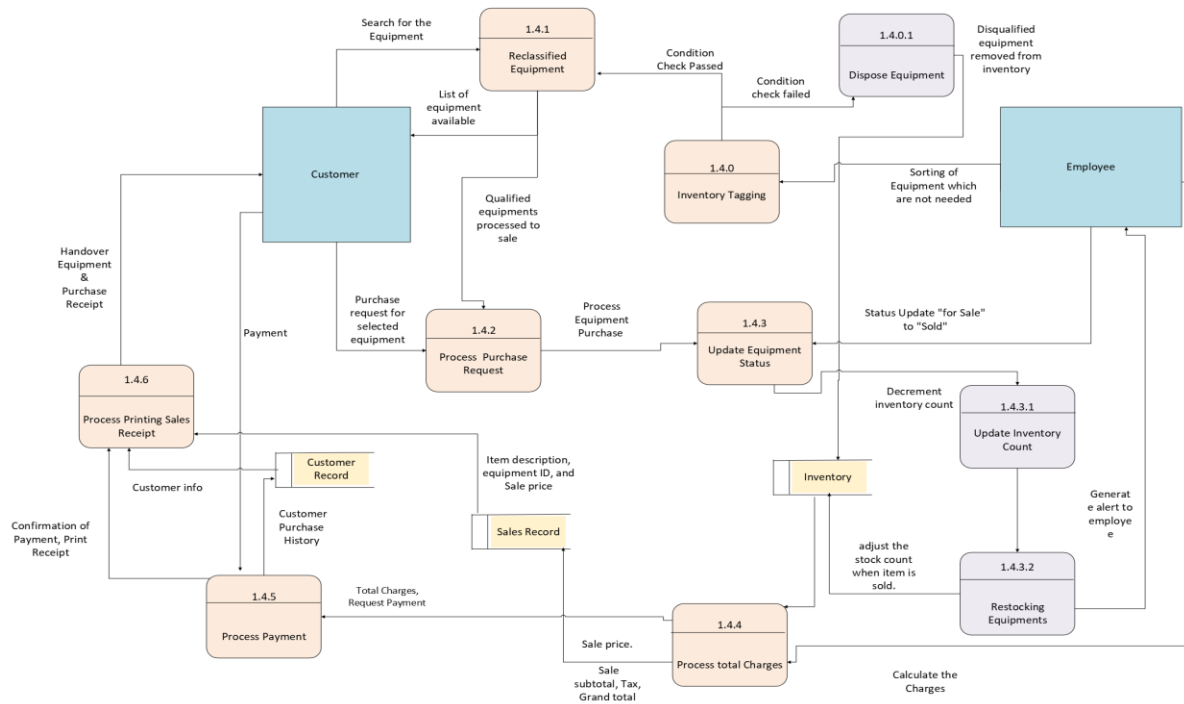 Search for the
Equipment
1.4.1
Reclassified
Equipment
Condition
Check Passed
1.4.0.1
Dispose Equipment
Disqualified
equipment
removed from
inventory
Condition
check failed
List of
equipment
available
Customer
1.4.0
Inventory Tagging
Sorting of
Equipment which
are not needed
Employee
Qualified
equipments
processed to
sale
Handover
Equipment
&
Purchase
Receipt
Payment
Purchase
request for
selected
equipment
1.4.2
Process Purchase
Request
Process
Equipment
Purchase
1.4.3
Update Equipment
Status
Status Update "for Sale"
to "Sold"
1.4.6
Process Printing Sales
Receipt
Decrement
inventory count
1.4.3.1
Update Inventory
Count
Customer
Record
Customer info
Item description,
equipment ID, and
Sale price
Inventory
Confirmation of
Payment, Print
Receipt
Customer
Purchase
History
Sales Record
Generat
e alert to
employe
e
adjust the
stock count
when item is
sold.
1.4.3.2
Restocking
Equipments
1.4.5
Process Payment
Total Charges,
Request Payment
1.4.4
Process total Charges
Sale price.
Sale
subtotal, Tax,
Grand total
Calculate the
Charges